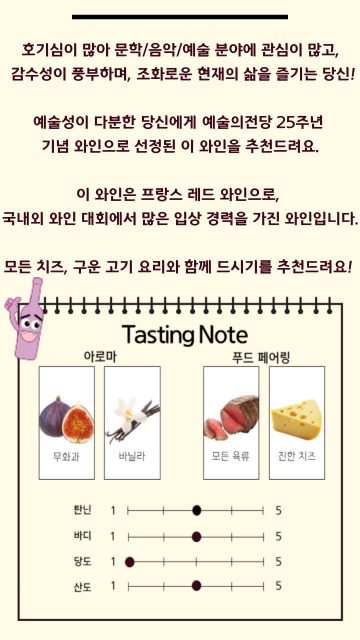 호기심이 많아 문학/음악/예술 분야에 관심이 많고,
감수성이 풍부하며, 조화로운 현재의 삶을 즐기는 당신!
예술성이 다분한 당신에게 예술의전당 25주년
기념 와인으로 선정된 이 와인을 추천드려요.
이 와인은 프랑스 레드 와인으로,
국내외 와인 대회에서 많은 입상 경력을 가진 와인입니다.
모든 치즈, 구운 고기 요리와 함께 드시기를 추천드려요!
Tasting Note
아로마
푸드 페어링
무화과
바닐라
모든 육류
진한 치즈
탄닌 1 5
바디 1 5
당도 1 5
산도 1 5